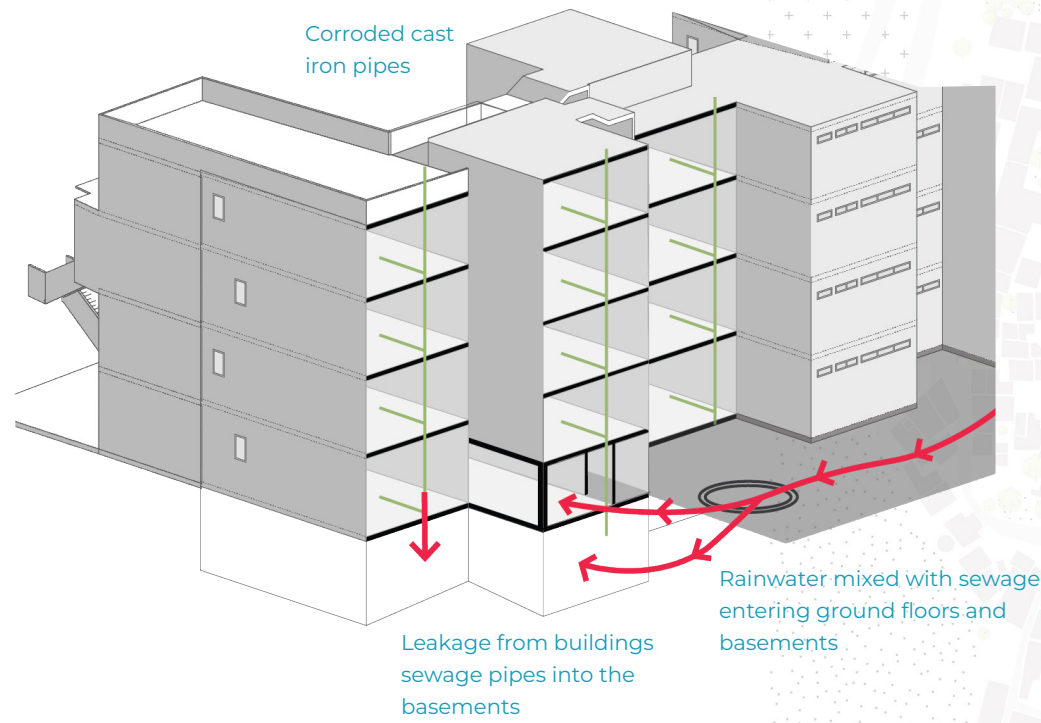 Corroded cast
iron pipes
Rainwater mixed with sewage
entering ground floors and
basements
Leakage from buildings
sewage pipes into the
basements